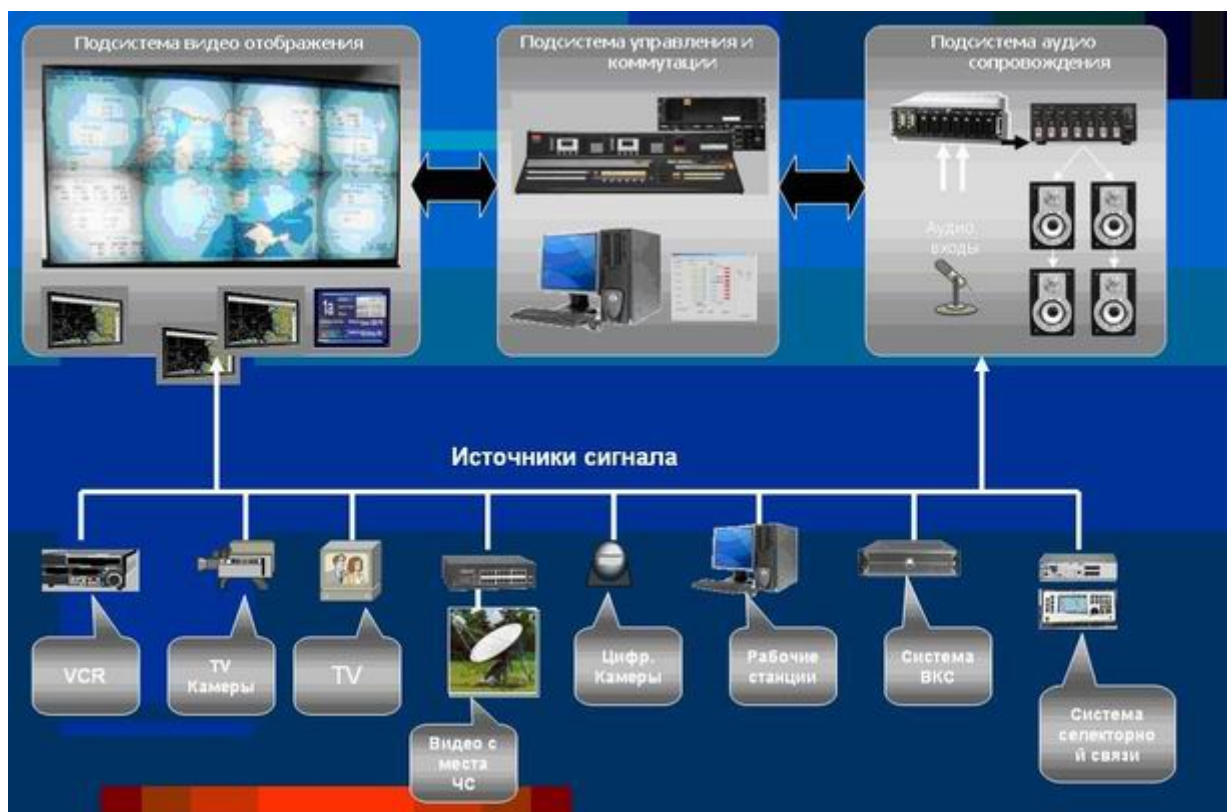 Подсистема видео отображения
Подсистема управления и
коммутации
Подсистема аудио
сопровождения
Аудио
входы
1а
Источники сигнала
VCR
TV
Камеры
TV
Видео с
места
ЧС
Цифр.
Камеры
Рабочие
станции
Система
ВКС
Система
селекторно
й связи